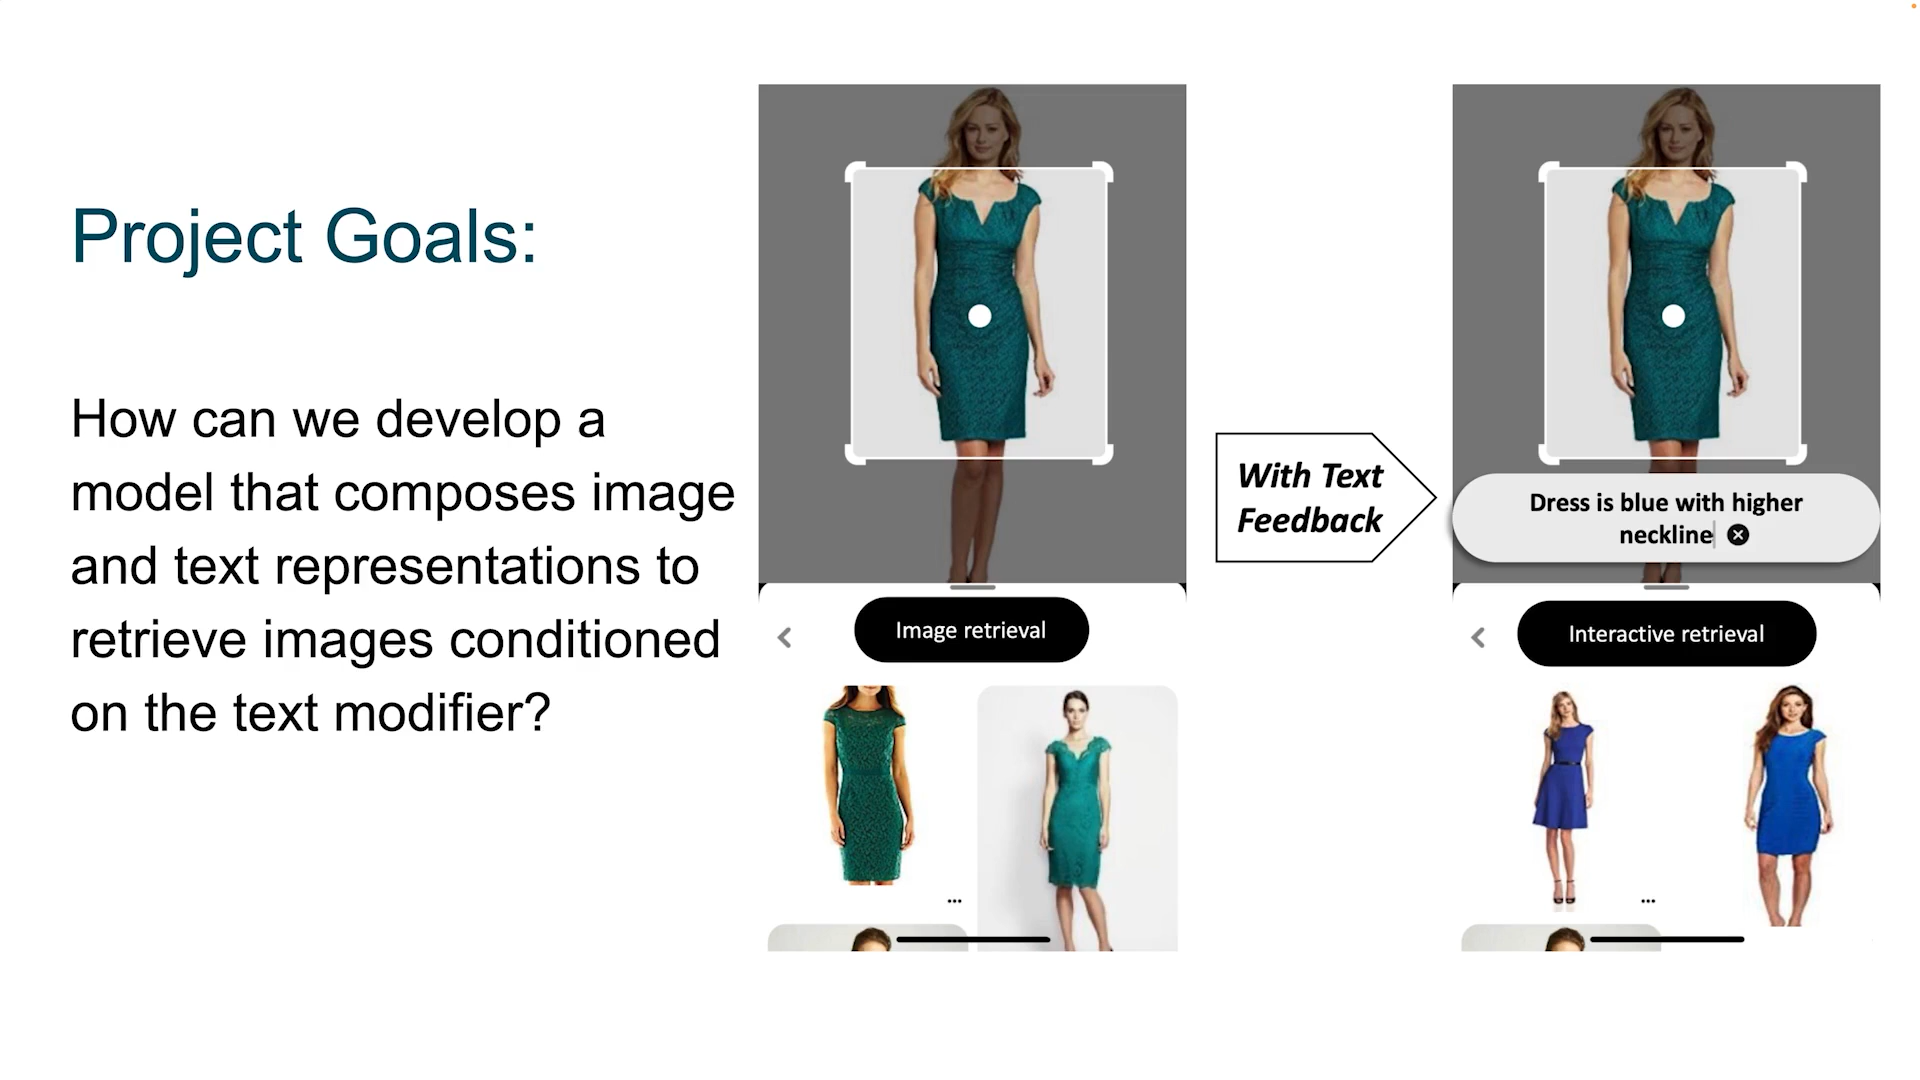 Project Goals:
How can we develop a
model that composes image
and text representations to
retrieve images conditioned
on the text modifier?
With Text
Feedback
Dress is blue with higher
neckline
Image retrieval
Interactive retrieval
...
...